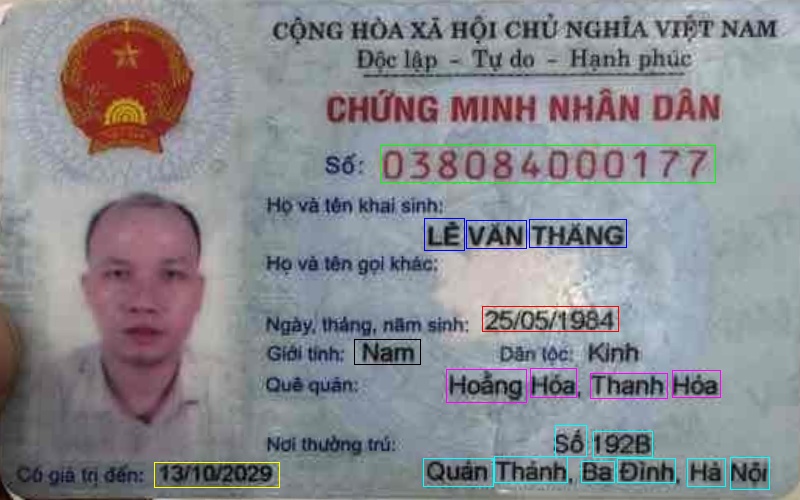 CỘNG HÒA XÃ HỘI CHỦ NGHĨA VIỆT NAM
Độc lập - Tự do - Hạnh phúc
CHỨNG MINH NHÂN DÂN
Số: 038084000177
Họ và tên khai sinh:
LÊ VĂN THĂNG
Họ và tên gọi khác:
Ngày, tháng, năm sinh: 25/05/1984
Giới tính: Nam Dân tộc: Kinh
Quê quán: Hoằng Hóa, Thanh Hóa
Nơi thường trú: Số 192B
Có giá trị đến: 13/10/2029 Quán Thánh, Ba Đình, Hà Nội